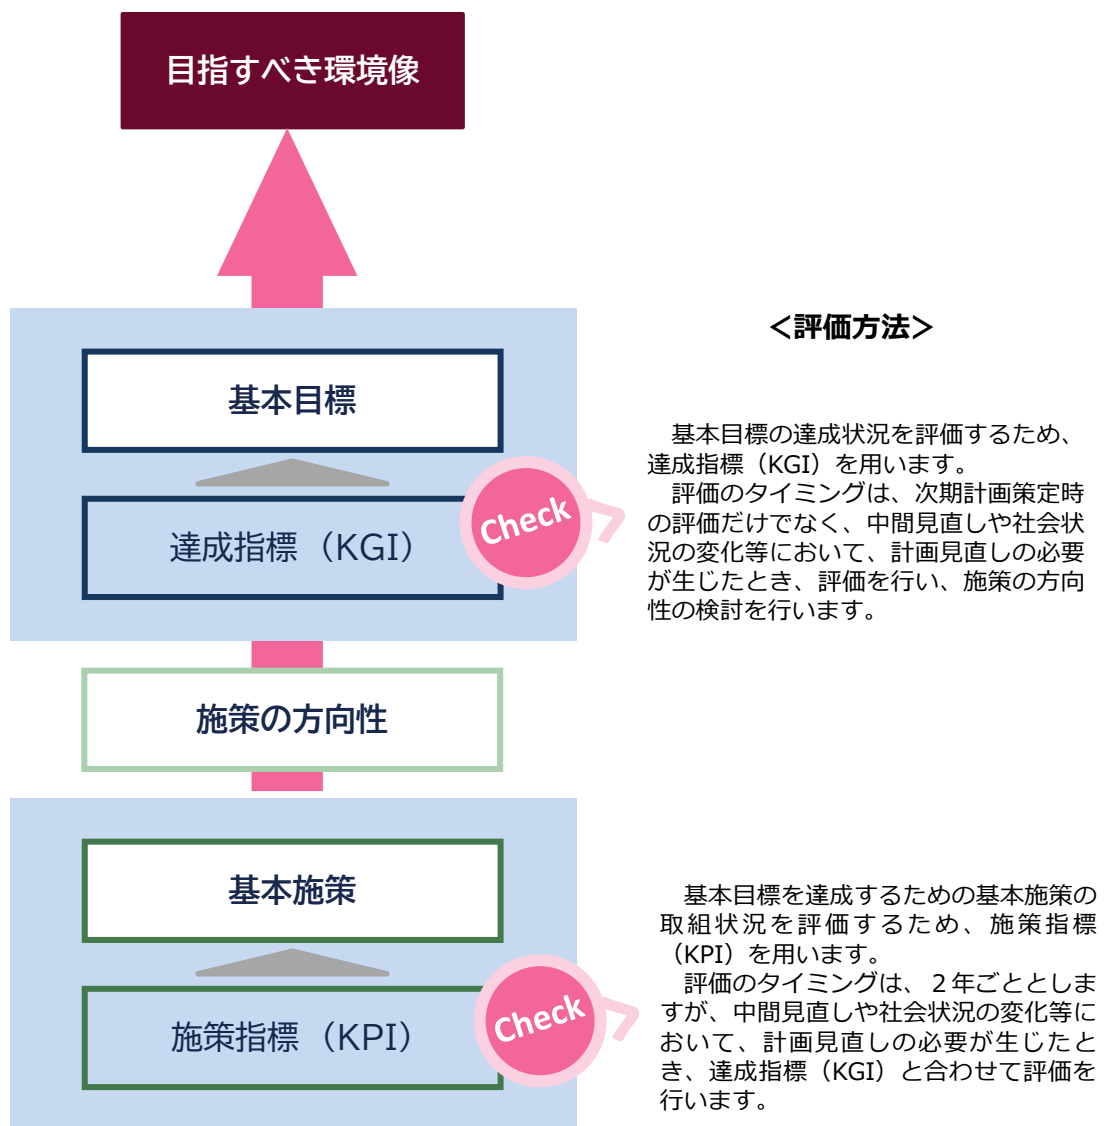 目指すべき環境像
＜評価方法＞
基本目標
基本目標の達成状況を評価するため、
達成指標（KGI）を用います。
評価のタイミングは、次期計画策定時
の評価だけでなく、中間見直しや社会状
況の変化等において、計画見直しの必要
が生じたとき、評価を行い、施策の方向
性の検討を行います。
達成指標（KGI）
Check
施策の方向性
基本施策
基本目標を達成するための基本施策の
取組状況を評価するため、施策指標
（KPI）を用います。
評価のタイミングは、２年ごととしま
すが、中間見直しや社会状況の変化等に
おいて、計画見直しの必要が生じたと
き、達成指標（KGI）と合わせて評価を
行います。
施策指標（KPI）
Check